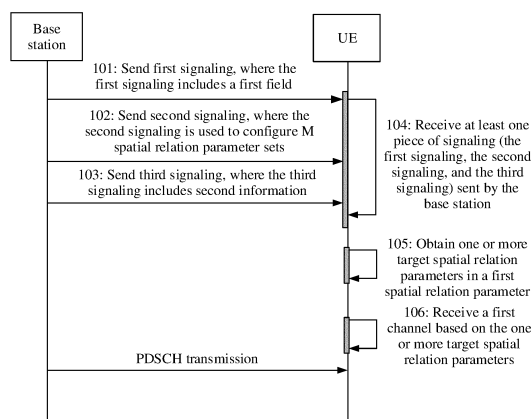 Base
station
UE
101: Send first signaling, where the
first signaling includes a first field
102: Send second signaling, where the
second signaling is used to configure M
spatial relation parameter sets
103: Send third signaling, where the third
signaling includes second information
104: Receive at least one
piece of signaling (the
first signaling, the second
signaling, and the third
signaling) sent by the
base station
105: Obtain one or more
target spatial relation
parameters in a first
spatial relation parameter
106: Receive a first
channel based on the one
or more target spatial
relation parameters
PDSCH transmission